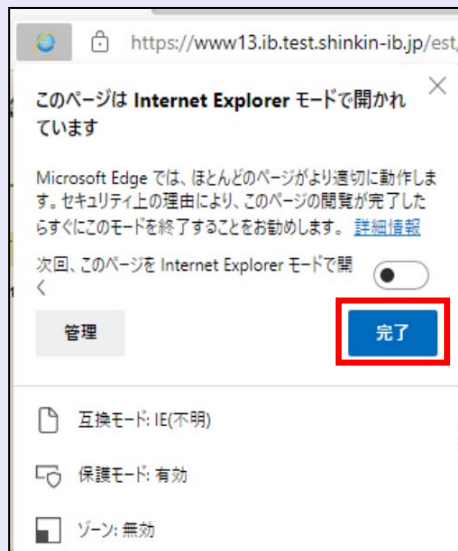 https://www13.ib.test.shinkin-ib.jp/est/
このページは Internet Explorer モードで開かれ
ています
Microsoft Edge では、ほとんどのページがより適切に動作しま
す。セキュリティ上の理由により、このページの閲覧が完了した
らすぐにこのモードを終了することをお勧めします。 詳細情報
次回、このページを Internet Explorer モードで開
く
管理
完了
互換モード: IE(不明)
保護モード: 有効
ゾーン: 無効